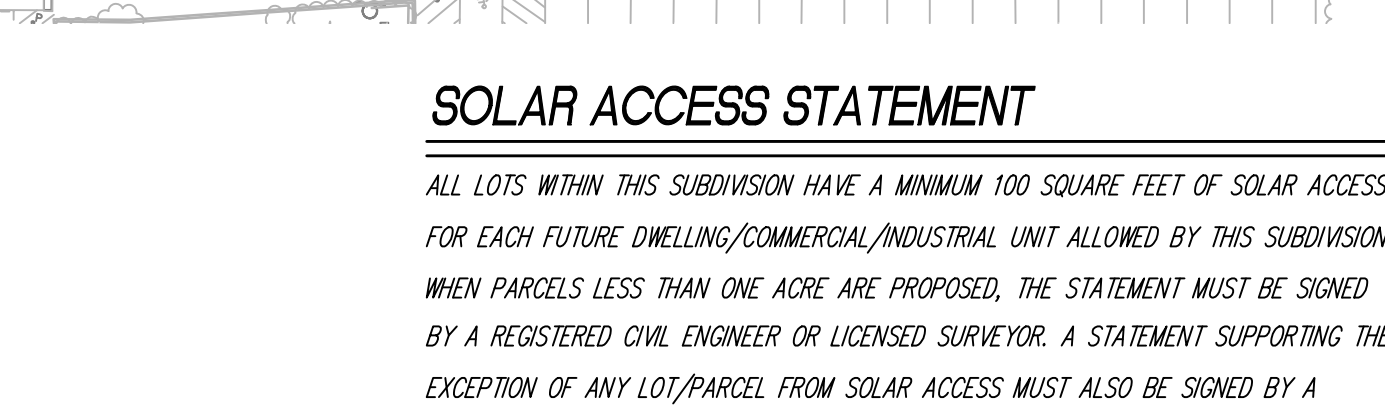 SOLAR ACCESS STATEMENT
ALL LOTS WITHIN THIS SUBDIVISION HAVE A MINIMUM 100 SQUARE FEET OF SOLAR ACCESS
FOR EACH FUTURE DWELLING/COMMERCIAL/INDUSTRIAL UNIT ALLOWED BY THIS SUBDIVISION
WHEN PARCELS LESS THAN ONE ACRE ARE PROPOSED, THE STATEMENT MUST BE SIGNED
BY A REGISTERED CIVIL ENGINEER OR LICENSED SURVEYOR. A STATEMENT SUPPORTING THE
EXCEPTION OF ANY LOT/PARCEL FROM SOLAR ACCESS MUST ALSO BE SIGNED BY A